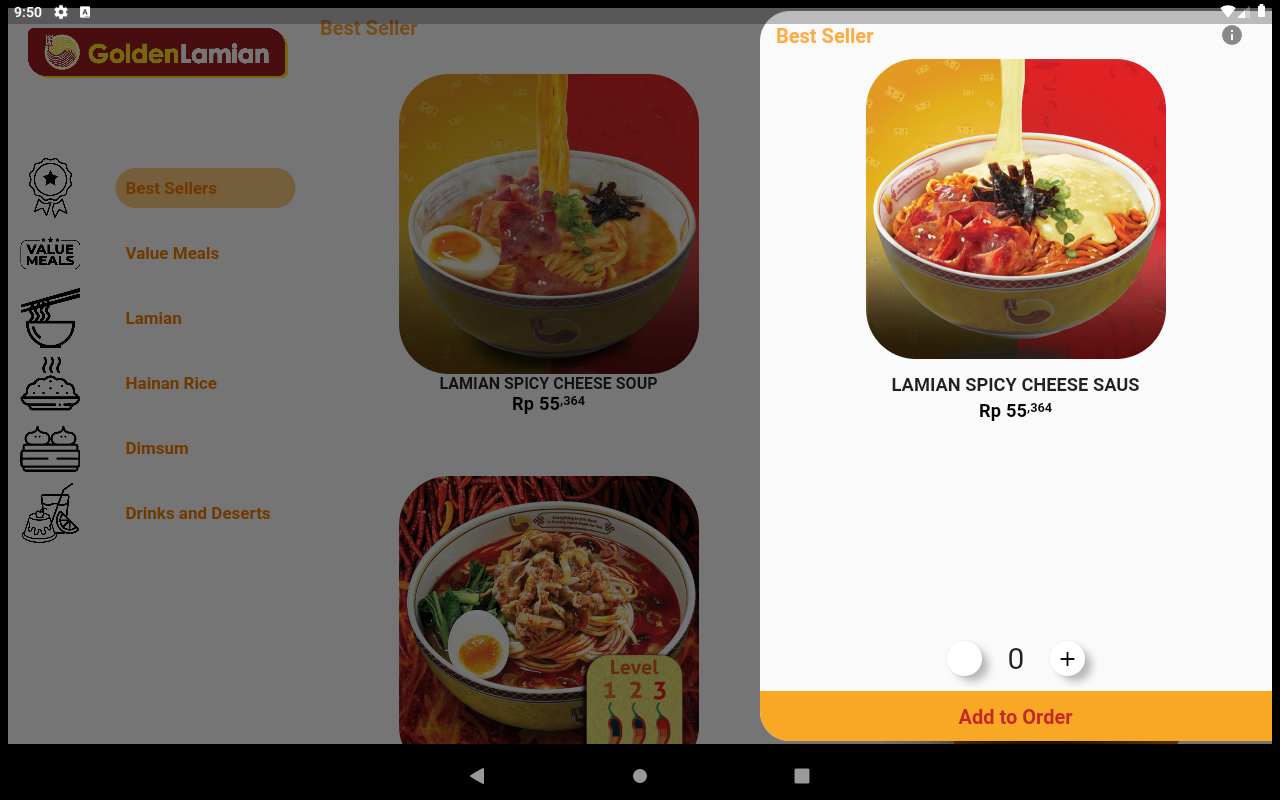 9:50
Best Seller
GoldenLamian
Best Sellers
VALUE
MEALS
Value Meals
Lamian
Hainan Rice
Dimsum
Drinks and Deserts
LAMIAN SPICY CHEESE SOUP
Rp 55,364
Level
1 2 3
Best Seller
LAMIAN SPICY CHEESE SAUS
Rp 55,364
0 +
Add to Order